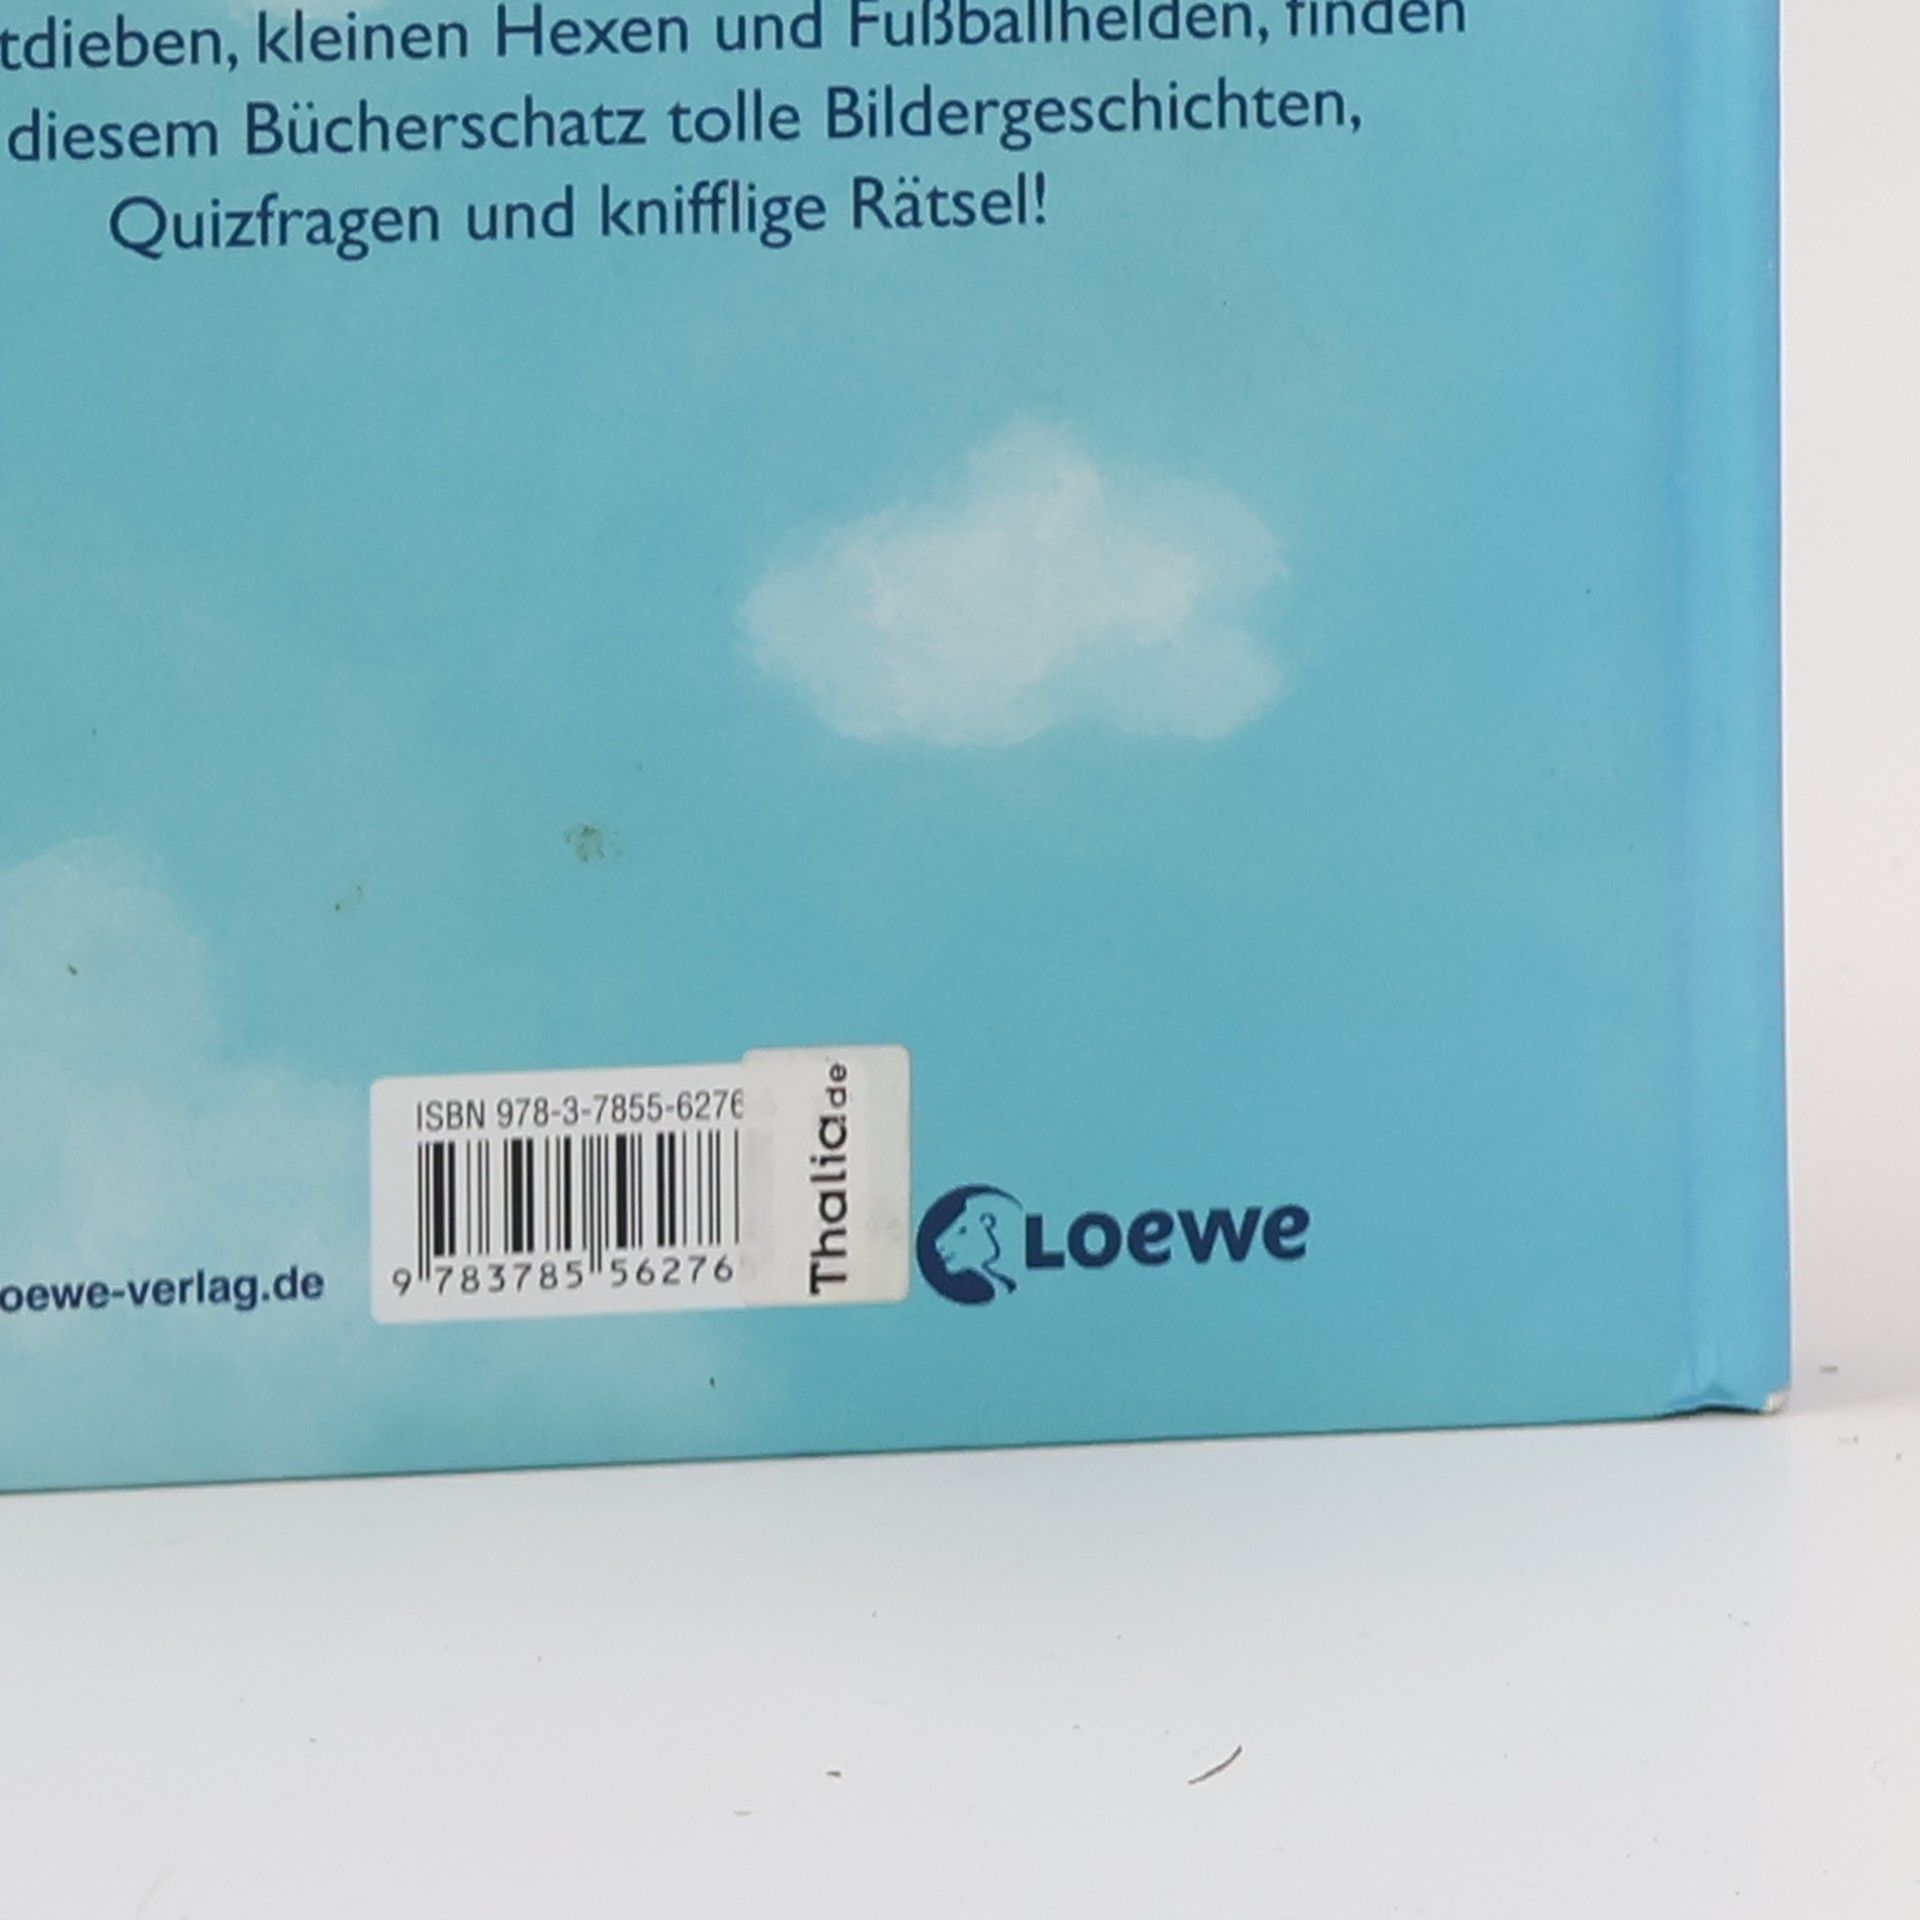 tdieben, kleinen Hexen und Fußballhelden, finden
diesem Bücherschatz tolle Bildergeschichten,
Quizfragen und knifflige Rätsel!
ISBN 978-3-7855-6276
9 783785 56276
Thalia.de
oewe-verlag.de
Loewe